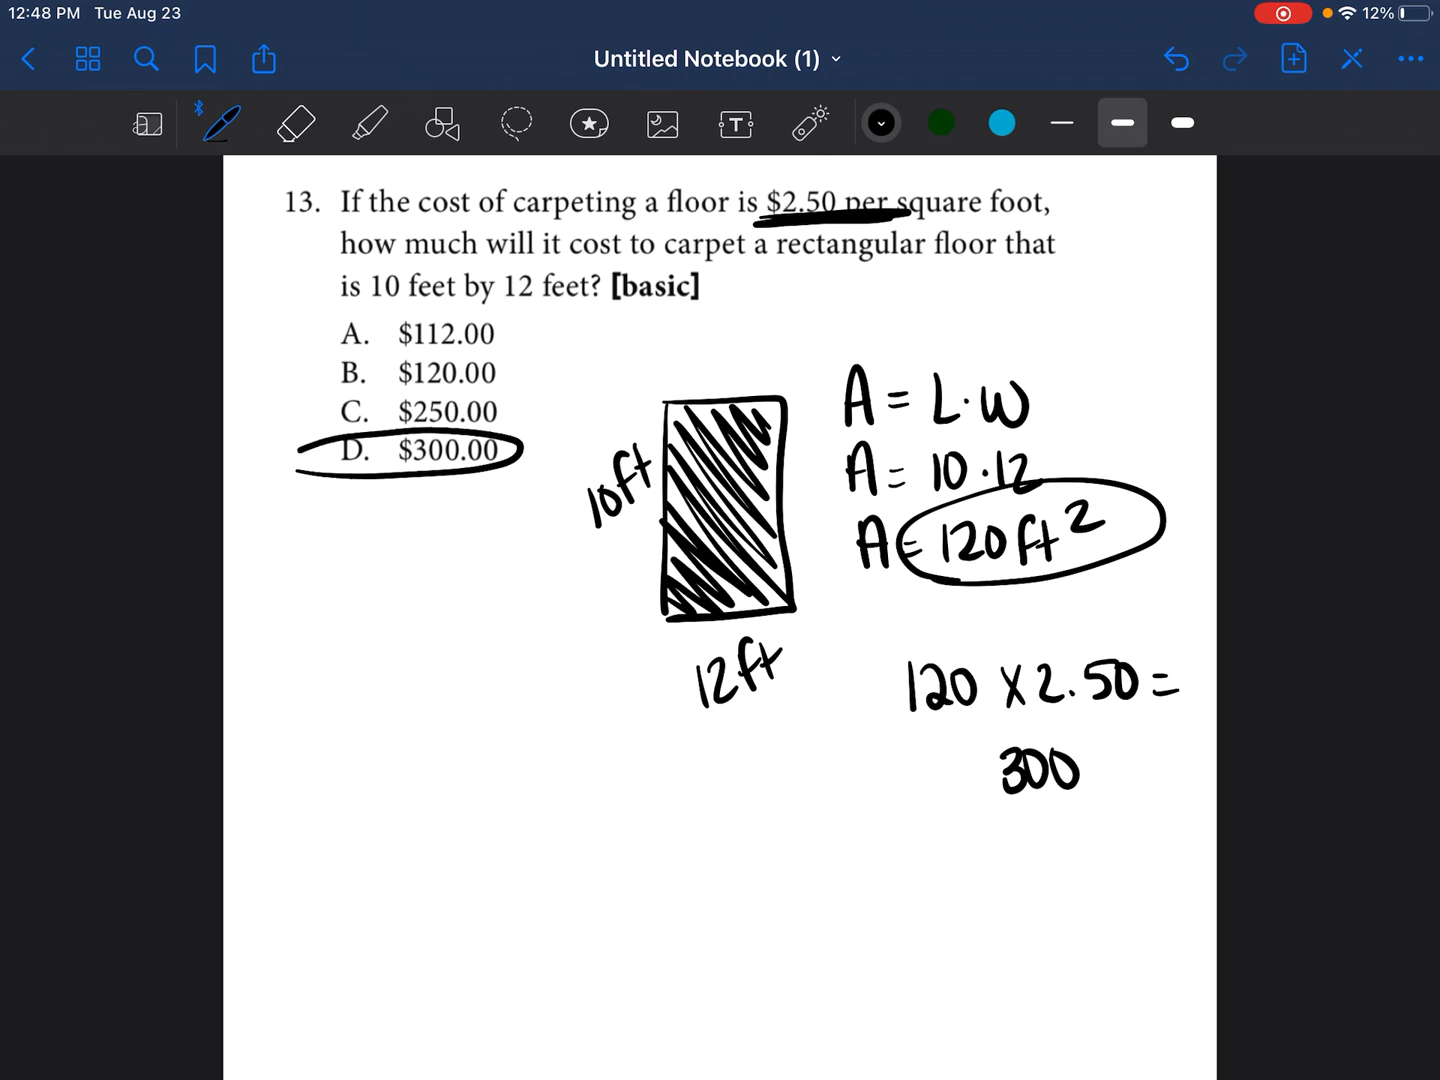 12:48 PM Tue Aug 23
12%
Untitled Notebook (1)
13. If the cost of carpeting a floor is $2.50 per square foot,
how much will it cost to carpet a rectangular floor that
is 10 feet by 12 feet? [basic]
A. $112.00
B. $120.00
C. $250.00
D. $300.00
10ft
12ft
A = L·W
A = 10·12
A = 120ft²
120 x 2.50 =
300